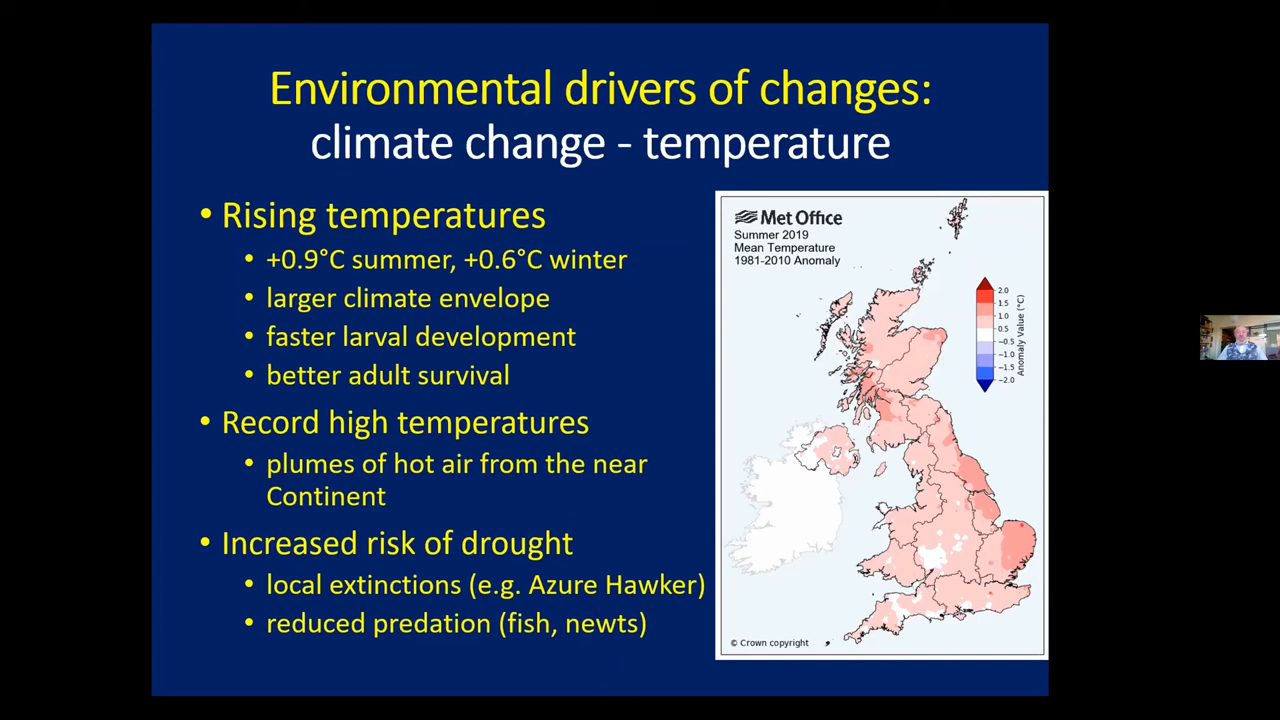 Environmental drivers of changes:
climate change - temperature
• Rising temperatures
• +0.9°C summer, +0.6°C winter
• larger climate envelope
• faster larval development
• better adult survival
• Record high temperatures
• plumes of hot air from the near
Continent
• Increased risk of drought
• local extinctions (e.g. Azure Hawker)
• reduced predation (fish, newts)
Met Office
Summer 2019
Mean Temperature
1981-2010 Anomaly
2.0
1.5
1.0
0.5
−0.5
−1.0
−1.5
−2.0
Anomaly Value (°C)
© Crown copyright